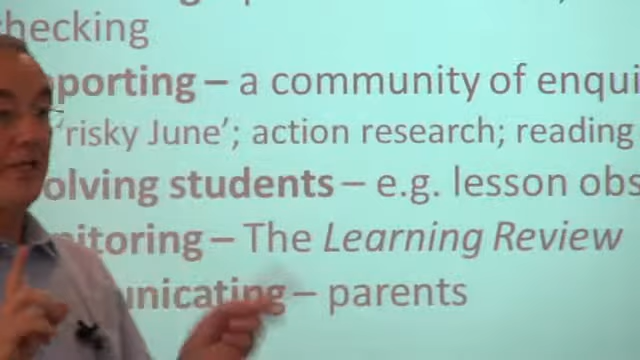 checking
porting – a community of enqui
'risky June'; action research; reading
olving students – e.g. lesson obs
nitoring – The Learning Review
unicating – parents